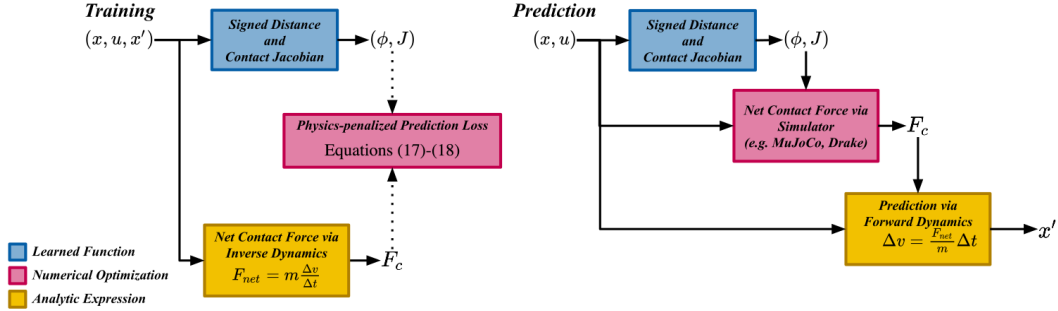 Training
(x, u, x′)
Signed Distance
and
Contact Jacobian
(ϕ, J)
Physics-penalized Prediction Loss
Equations (17)-(18)
Net Contact Force via
Inverse Dynamics
F_net = m Δv/Δt
F_c
Learned Function
Numerical Optimization
Analytic Expression
Prediction
(x, u)
Signed Distance
and
Contact Jacobian
(ϕ, J)
Net Contact Force via
Simulator
(e.g. MuJoCo, Drake)
F_c
Prediction via
Forward Dynamics
Δv = F_net/m Δt
x′